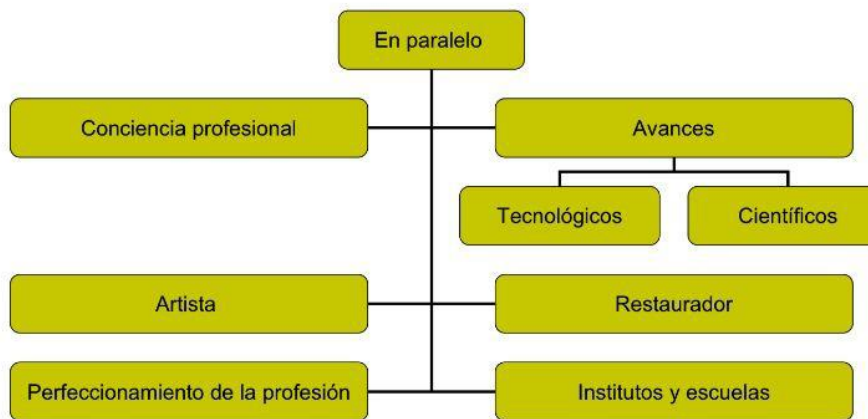 En paralelo
Conciencia profesional
Avances
Tecnológicos
Científicos
Artista
Restaurador
Perfeccionamiento de la profesión
Institutos y escuelas